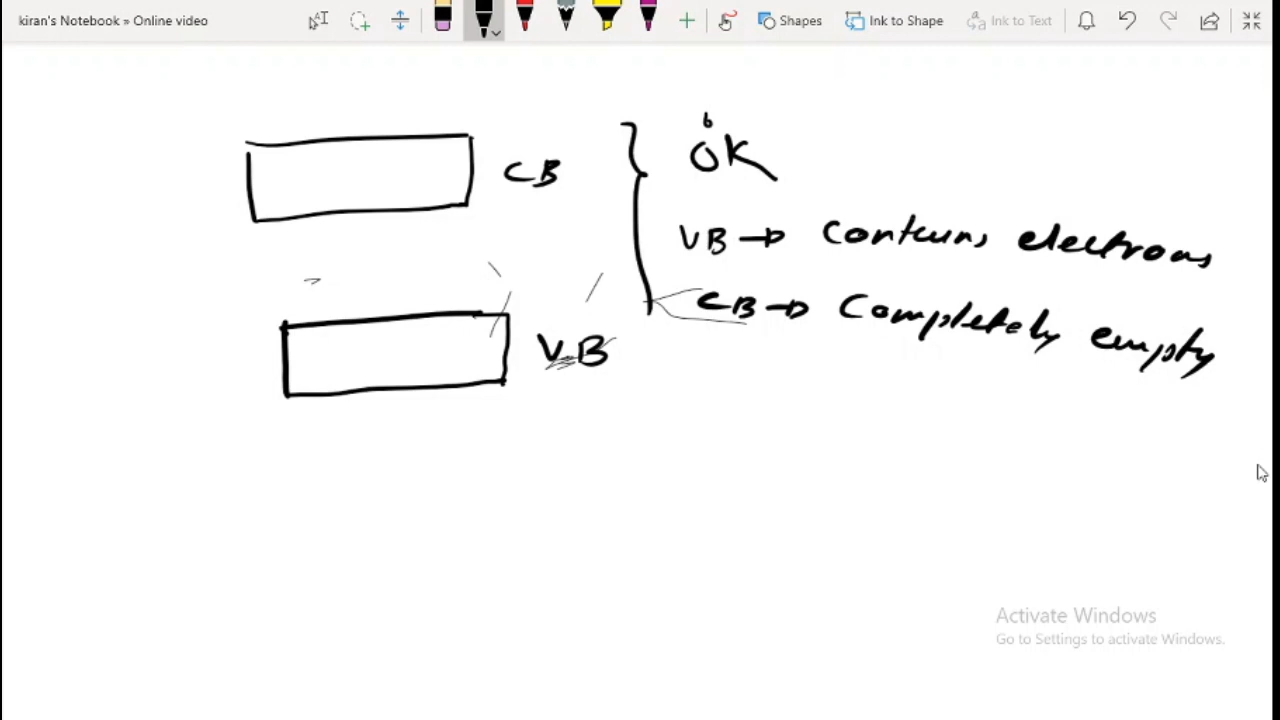 kiran's Notebook » Online video
Shapes
Ink to Shape
Ink to Text
CB
0K
VB → Contains electrons
CB → Completely empty
VB
Activate Windows
Go to Settings to activate Windows.